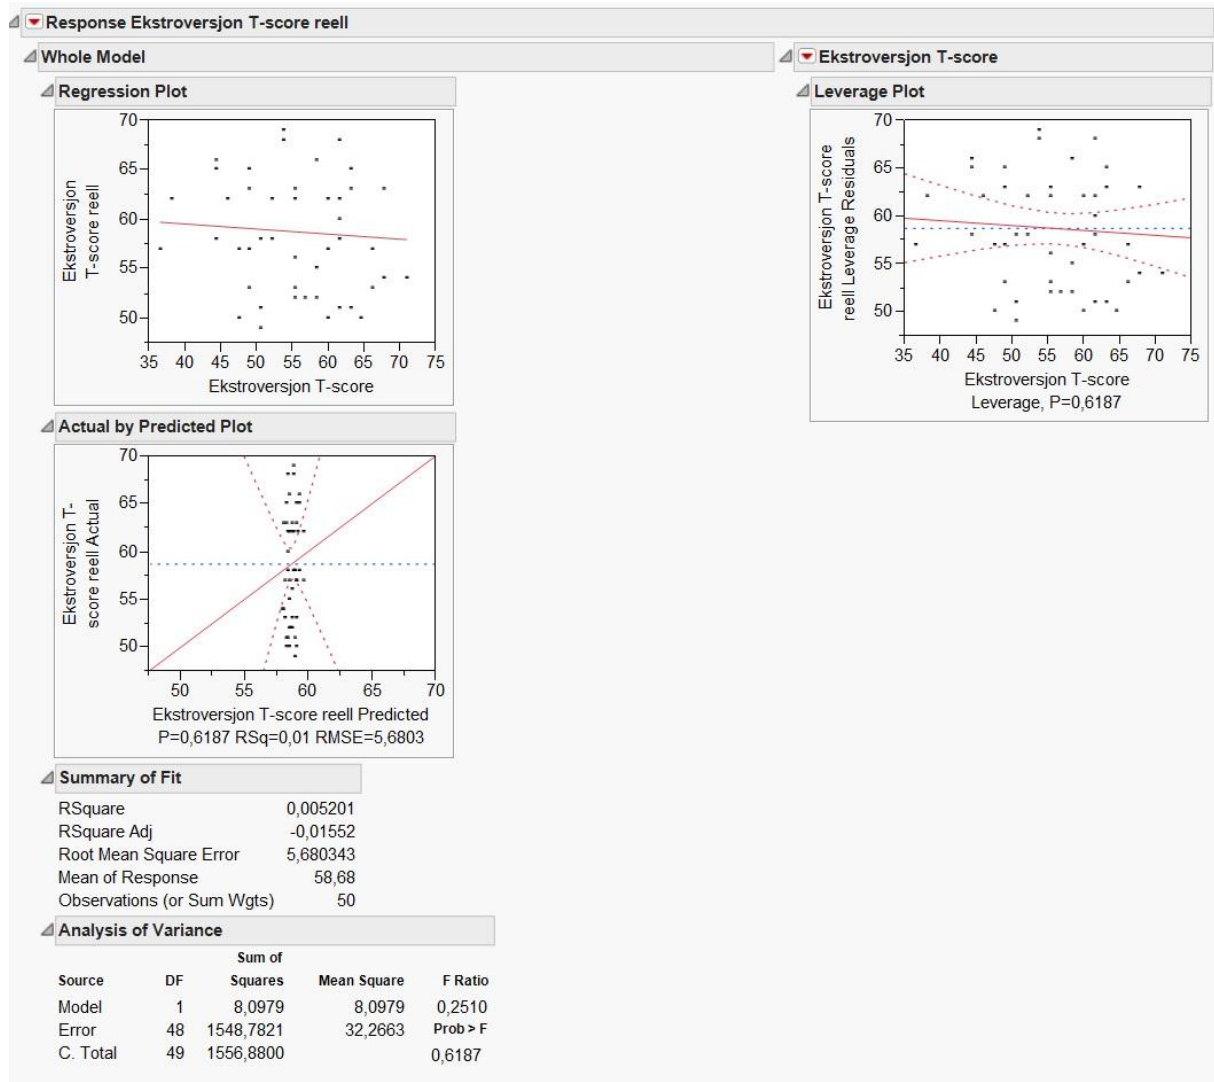 Response Ekstroversjon T-score reell
Whole Model
Regression Plot
Ekstroversjon
T-score reell
70
65
60
55
50
35 40 45 50 55 60 65 70 75
Ekstroversjon T-score
Actual by Predicted Plot
Ekstroversjon T-
score reell Actual
70
65
60
55
50
50 55 60 65 70
Ekstroversjon T-score reell Predicted
P=0,6187 RSq=0,01 RMSE=5,6803
Summary of Fit
RSquare 0,005201
RSquare Adj -0,01552
Root Mean Square Error 5,680343
Mean of Response 58,68
Observations (or Sum Wgts) 50
Analysis of Variance
Sum of
Source DF Squares Mean Square F Ratio
Model 1 8,0979 8,0979 0,2510
Error 48 1548,7821 32,2663 Prob > F
C. Total 49 1556,8800 0,6187
Ekstroversjon T-score
Leverage Plot
Ekstroversjon T-score
reell Leverage Residuals
70
65
60
55
50
35 40 45 50 55 60 65 70 75
Ekstroversjon T-score
Leverage, P=0,6187